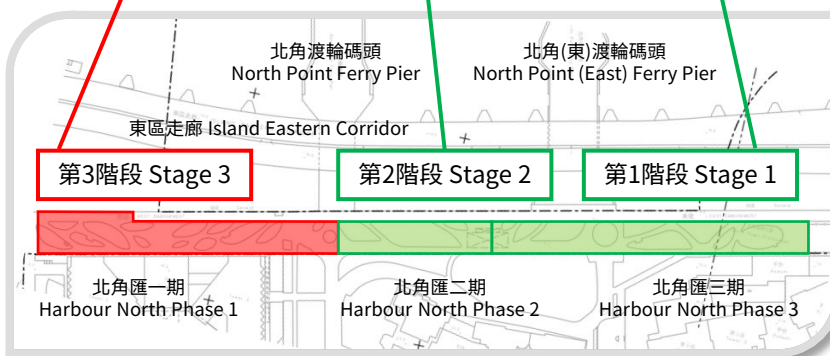 北角渡輪碼頭
North Point Ferry Pier
北角(東)渡輪碼頭
North Point (East) Ferry Pier
東區走廊 Island Eastern Corridor
第3階段 Stage 3
第2階段 Stage 2
第1階段 Stage 1
北角匯一期
Harbour North Phase 1
北角匯二期
Harbour North Phase 2
北角匯三期
Harbour North Phase 3